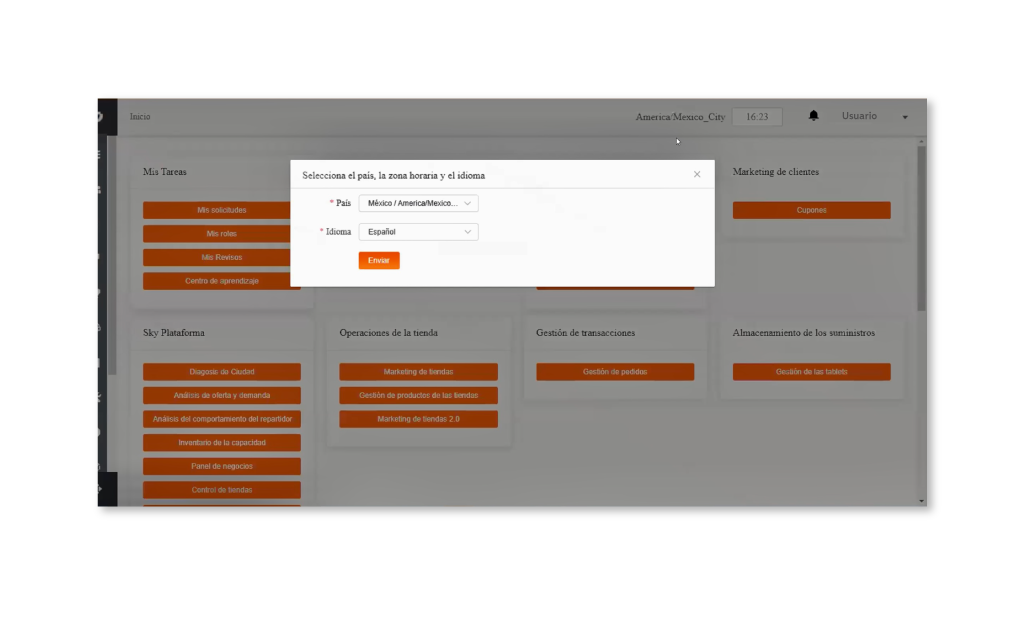 Inicio
America/Mexico_City
16:23
Usuario
Mis Tareas
Mis solicitudes
Mis roles
Mis Revisos
Centro de aprendizaje
Selecciona el país, la zona horaria y el idioma
* País
México / America/Mexico...
* Idioma
Español
Enviar
Marketing de clientes
Cupones
Sky Plataforma
Diagosis de Ciudad
Análisis de oferta y demanda
Análisis del comportamiento del repartidor
Inventario de la capacidad
Panel de negocios
Control de tiendas
Operaciones de la tienda
Marketing de tiendas
Gestión de productos de las tiendas
Marketing de tiendas 2.0
Gestión de transacciones
Gestión de pedidos
Almacenamiento de los suministros
Gestión de las tablets